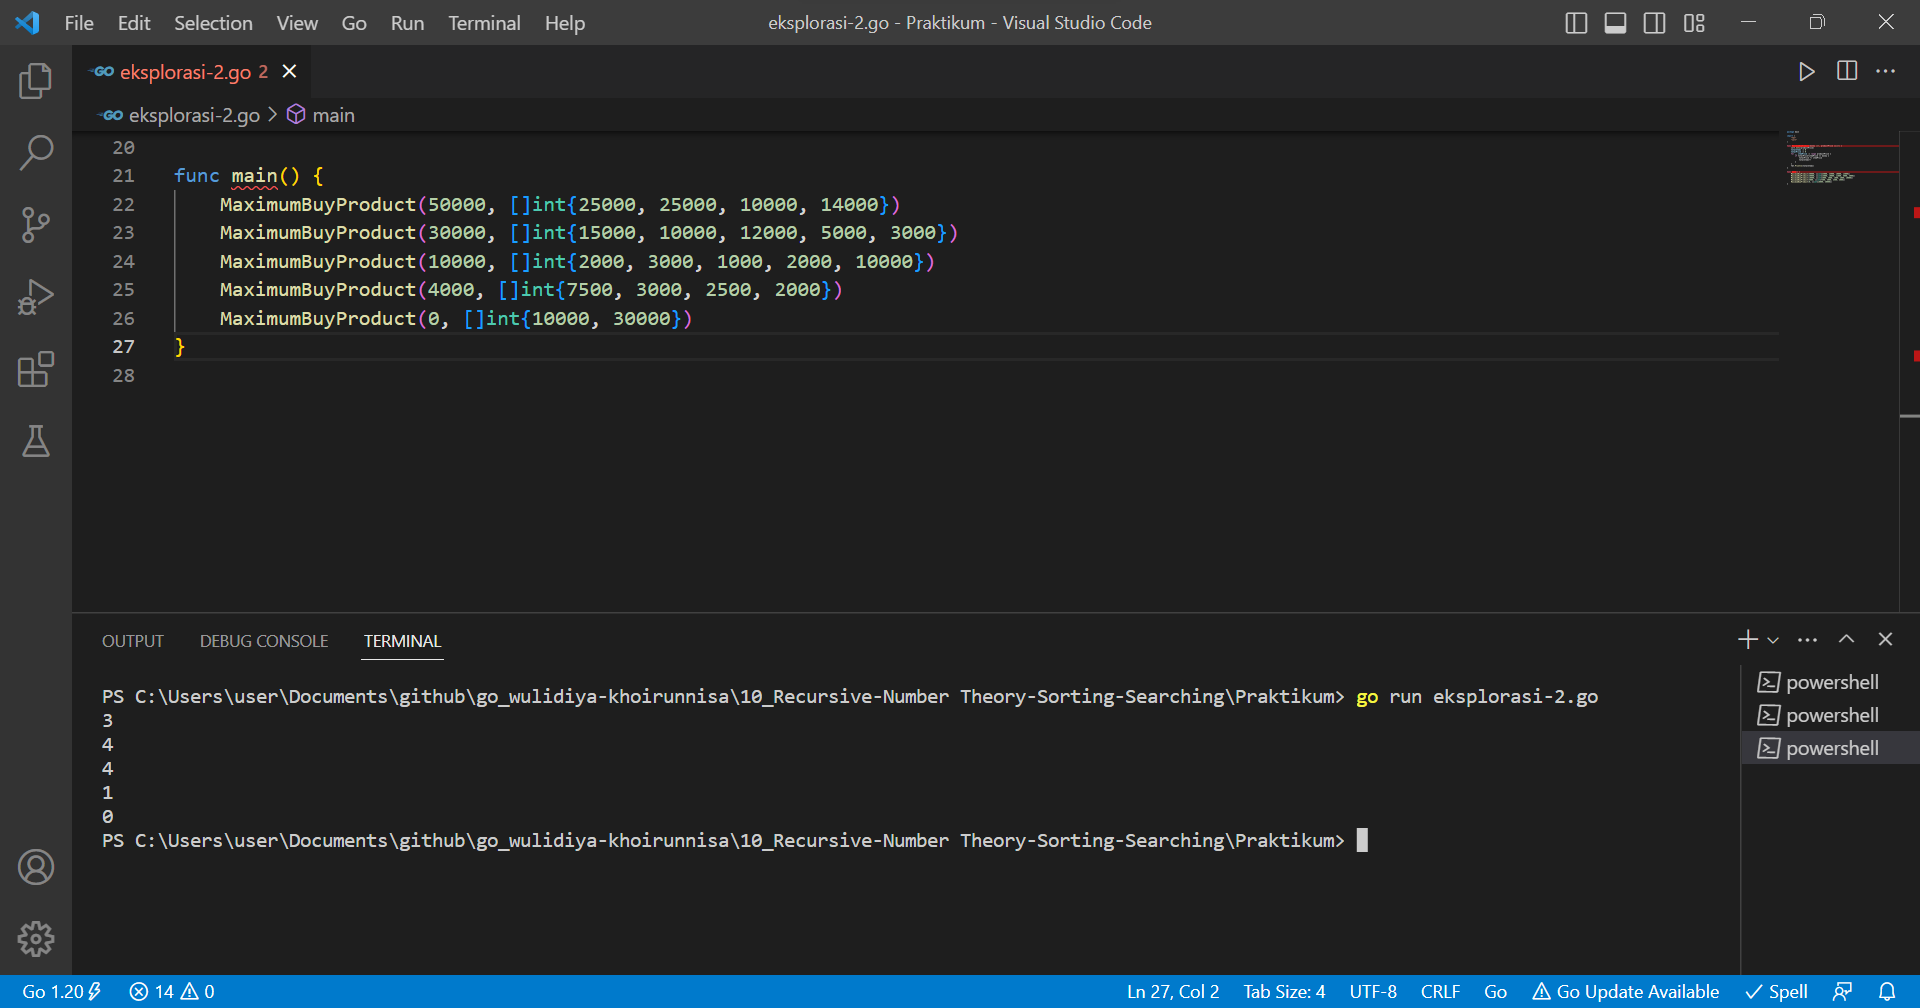 File Edit Selection View Go Run Terminal Help eksplorasi-2.go - Praktikum - Visual Studio Code
GO eksplorasi-2.go 2
GO eksplorasi-2.go > main
20
21 func main() {
22 MaximumBuyProduct(50000, []int{25000, 25000, 10000, 14000})
23 MaximumBuyProduct(30000, []int{15000, 10000, 12000, 5000, 3000})
24 MaximumBuyProduct(10000, []int{2000, 3000, 1000, 2000, 10000})
25 MaximumBuyProduct(4000, []int{7500, 3000, 2500, 2000})
26 MaximumBuyProduct(0, []int{10000, 30000})
27 }
28
OUTPUT DEBUG CONSOLE TERMINAL
PS C:\Users\user\Documents\github\go_wulidiya-khoirunnisa\10_Recursive-Number Theory-Sorting-Searching\Praktikum> go run eksplorasi-2.go
3
4
4
1
0
PS C:\Users\user\Documents\github\go_wulidiya-khoirunnisa\10_Recursive-Number Theory-Sorting-Searching\Praktikum>
powershell
powershell
powershell
Go 1.20 14 0 Ln 27, Col 2 Tab Size: 4 UTF-8 CRLF Go Go Update Available Spell